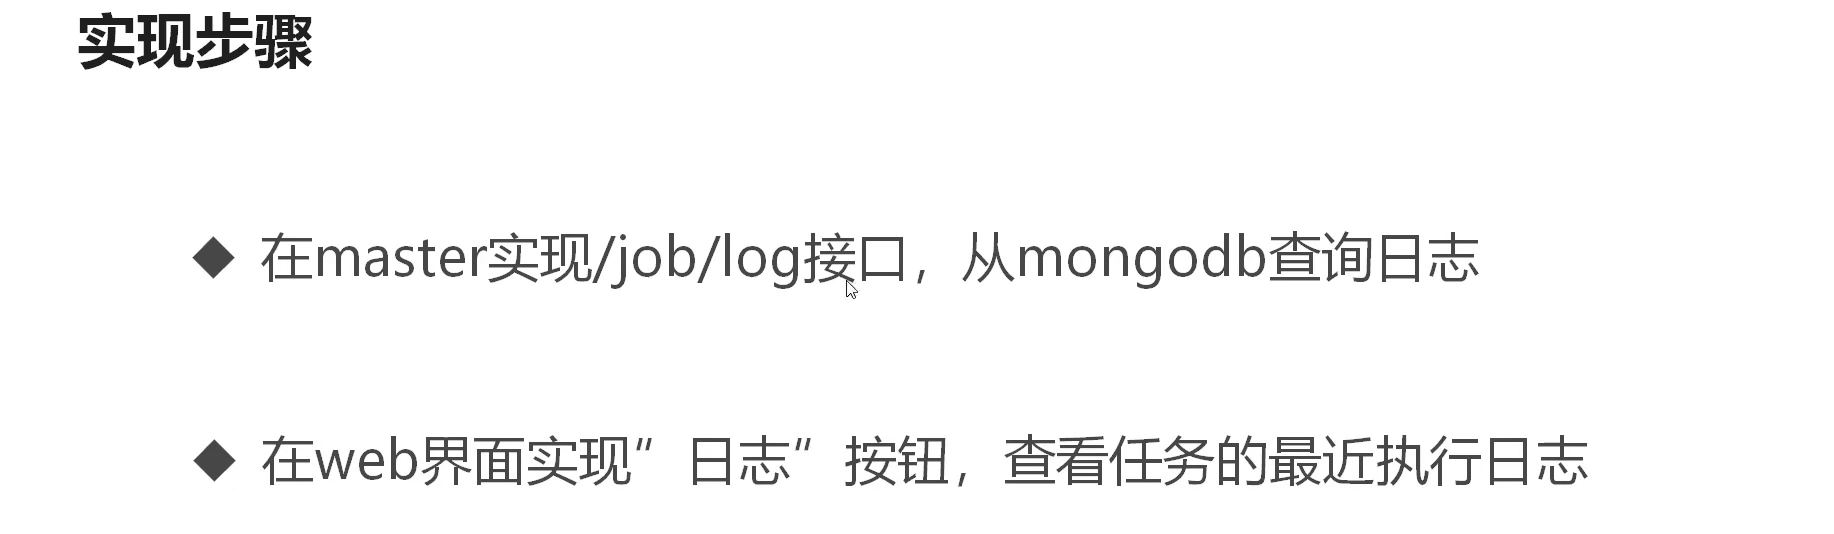 实现步骤
◆ 在master实现/job/log接口，从mongodb查询日志
◆ 在web界面实现”日志”按钮，查看任务的最近执行日志